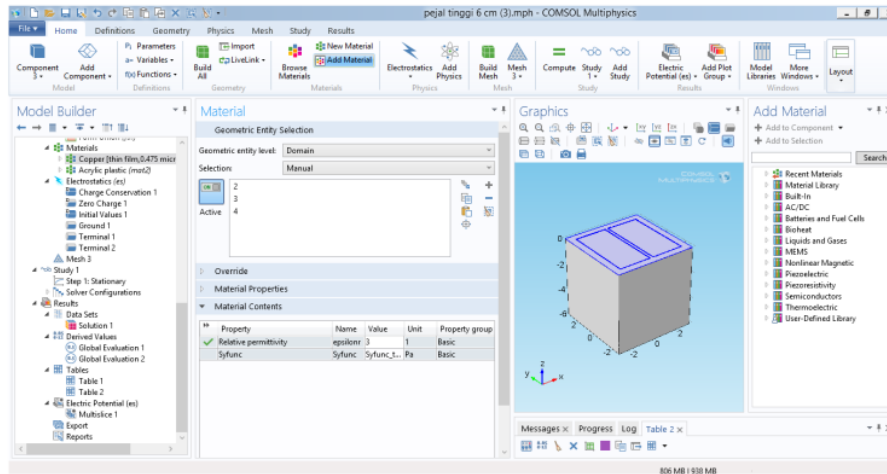 pejal tinggi 6 cm (3).mph - COMSOL Multiphysics
File Home Definitions Geometry Physics Mesh Study Results
Component 3 Add Component
Model
Pi Parameters
a= Variables
f(x) Functions
Definitions
Build All
Import
LiveLink
Geometry
Browse Materials
New Material
Add Material
Materials
Electrostatics Add Physics
Physics
Build Mesh Mesh 3
Mesh
Compute Study 1 Add Study
Study
Electric Potential (es) Add Plot Group
Results
Model Libraries More Windows
Windows
Layout
Model Builder
Materials
Copper [thin film,0.475 micr
Acrylic plastic (mat2)
Electrostatics (es)
Charge Conservation 1
Zero Charge 1
Initial Values 1
Ground 1
Terminal 1
Terminal 2
Mesh 3
Study 1
Step 1: Stationary
Solver Configurations
Results
Data Sets
Solution 1
Derived Values
Global Evaluation 1
Global Evaluation 2
Tables
Table 1
Table 2
Electric Potential (es)
Multislice 1
Export
Reports
Material
Geometric Entity Selection
Geometric entity level: Domain
Selection: Manual
Active
2
3
4
Override
Material Properties
Material Contents
Property Name Value Unit Property group
Relative permittivity epsilonr 3 1 Basic
Syfunc Syfunc Syfunc_t... Pa Basic
Graphics
COMSOL
MULTIPHYSICS
0
-2
-4
-6
2
0
-2
-2
0
2
y z x
Messages Progress Log Table 2
Add Material
+ Add to Component
+ Add to Selection
Search
Recent Materials
Material Library
Built-In
AC/DC
Batteries and Fuel Cells
Bioheat
Liquids and Gases
MEMS
Nonlinear Magnetic
Piezoelectric
Piezoresistivity
Semiconductors
Thermoelectric
User-Defined Library
806 MB | 938 MB